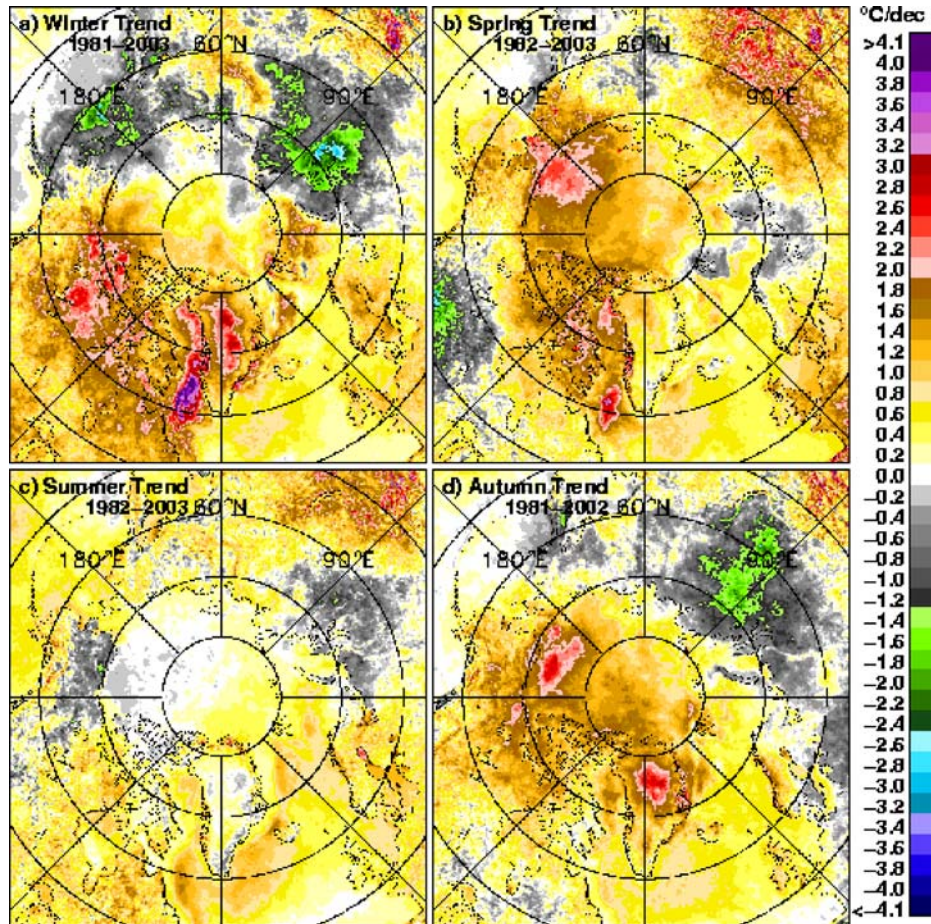 a) Winter Trend
1981–2003
60°N
180°E
90°E
b) Spring Trend
1982–2003
60°N
180°E
90°E
c) Summer Trend
1982–2003 60°N
180°E
90°E
d) Autumn Trend
1981–2002 60°N
180°E
90°E
°C/dec
>4.1
4.0
3.8
3.6
3.4
3.2
3.0
2.8
2.6
2.4
2.2
2.0
1.8
1.6
1.4
1.2
1.0
0.8
0.6
0.4
0.2
0.0
−0.2
−0.4
−0.6
−0.8
−1.0
−1.2
−1.4
−1.6
−1.8
−2.0
−2.2
−2.4
−2.6
−2.8
−3.0
−3.2
−3.4
−3.6
−3.8
−4.0
<−4.1